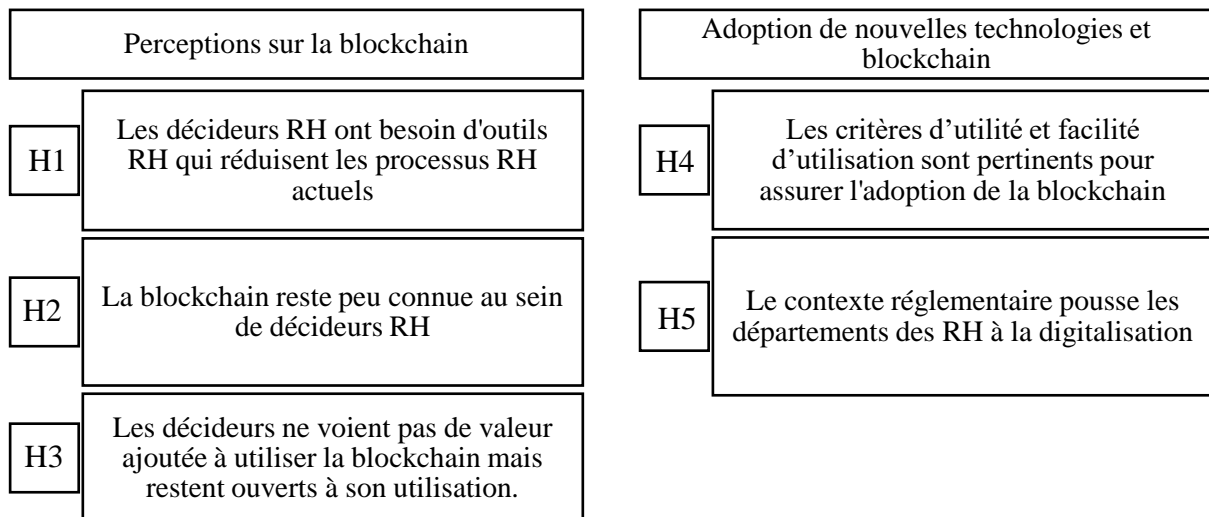 Perceptions sur la blockchain
H1
Les décideurs RH ont besoin d'outils
RH qui réduisent les processus RH
actuels
H2
La blockchain reste peu connue au sein
de décideurs RH
H3
Les décideurs ne voient pas de valeur
ajoutée à utiliser la blockchain mais
restent ouverts à son utilisation.
Adoption de nouvelles technologies et
blockchain
H4
Les critères d’utilité et facilité
d’utilisation sont pertinents pour
assurer l'adoption de la blockchain
H5
Le contexte réglementaire pousse les
départements des RH à la digitalisation